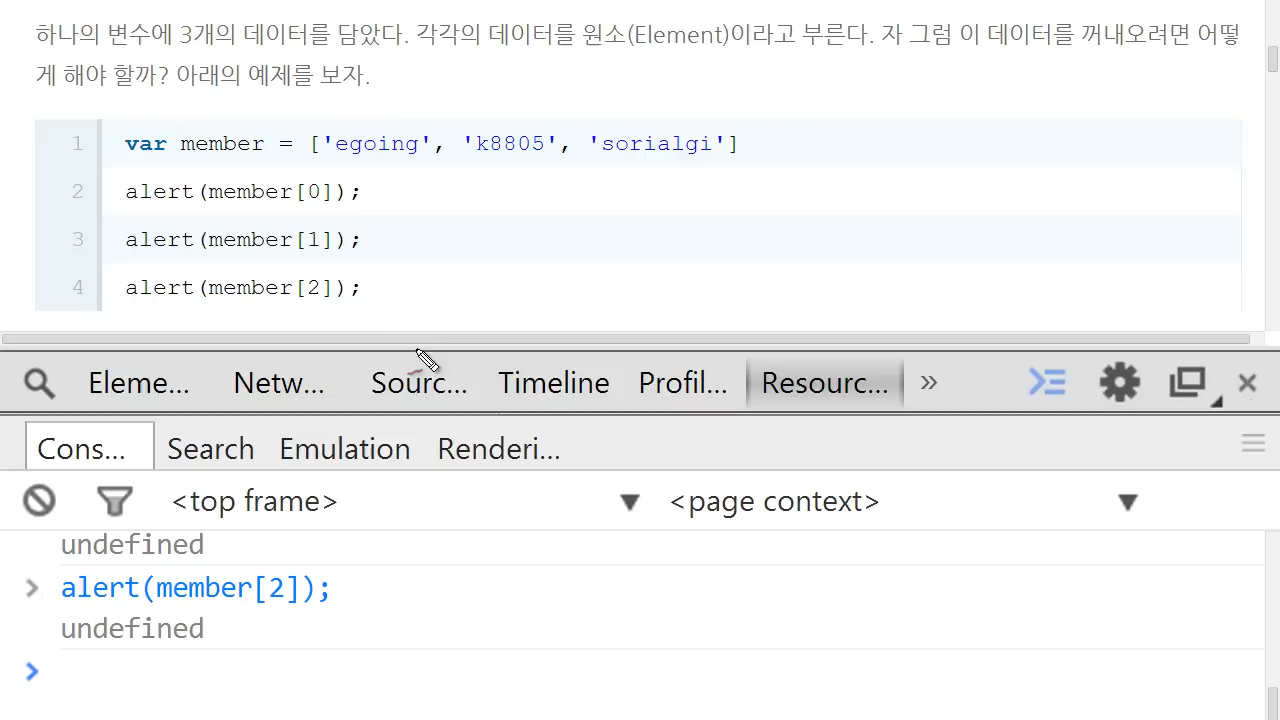 하나의 변수에 3개의 데이터를 담았다. 각각의 데이터를 원소(Element)이라고 부른다. 자 그럼 이 데이터를 꺼내오려면 어떻
게 해야 할까? 아래의 예제를 보자.
1 var member = ['egoing', 'k8805', 'sorialgi']
2 alert(member[0]);
3 alert(member[1]);
4 alert(member[2]);
Eleme... Netw... Sourc... Timeline Profil... Resourc... »
Cons... Search Emulation Renderi...
<top frame> ▼ <page context> ▼
undefined
> alert(member[2]);
undefined
>